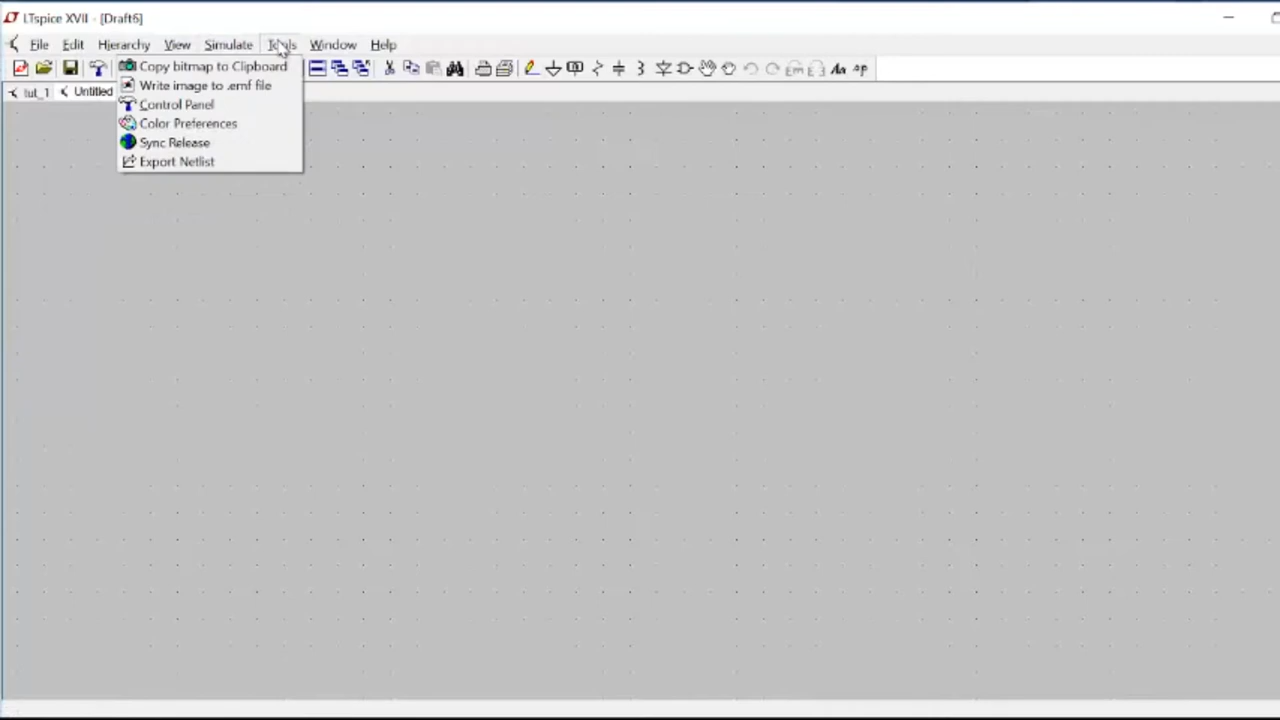 LTspice XVII - [Draft6]
File Edit Hierarchy View Simulate Tools Window Help
Copy bitmap to Clipboard
Write image to .emf file
Control Panel
Color Preferences
Sync Release
Export Netlist
tut_1 Untitled